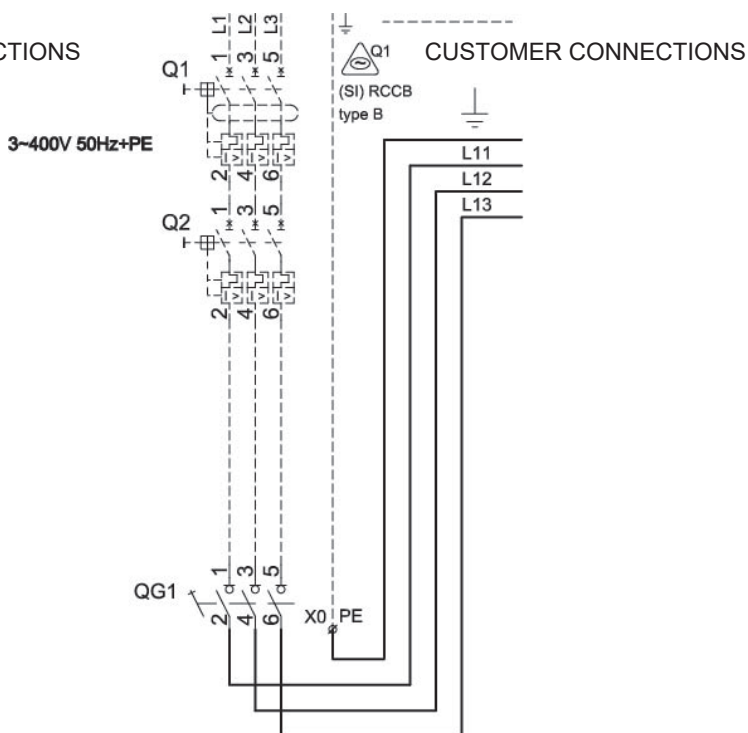 L1 L2 L3
CTIONS
Q1
CUSTOMER CONNECTIONS
1 3 5
Q1
(SI) RCCB
type B
3~400V 50Hz+PE
I> I> I>
2 4 6
L11
L12
L13
1 3 5
Q2
I> I> I>
2 4 6
1 3 5
QG1
2 4 6
X0 PE